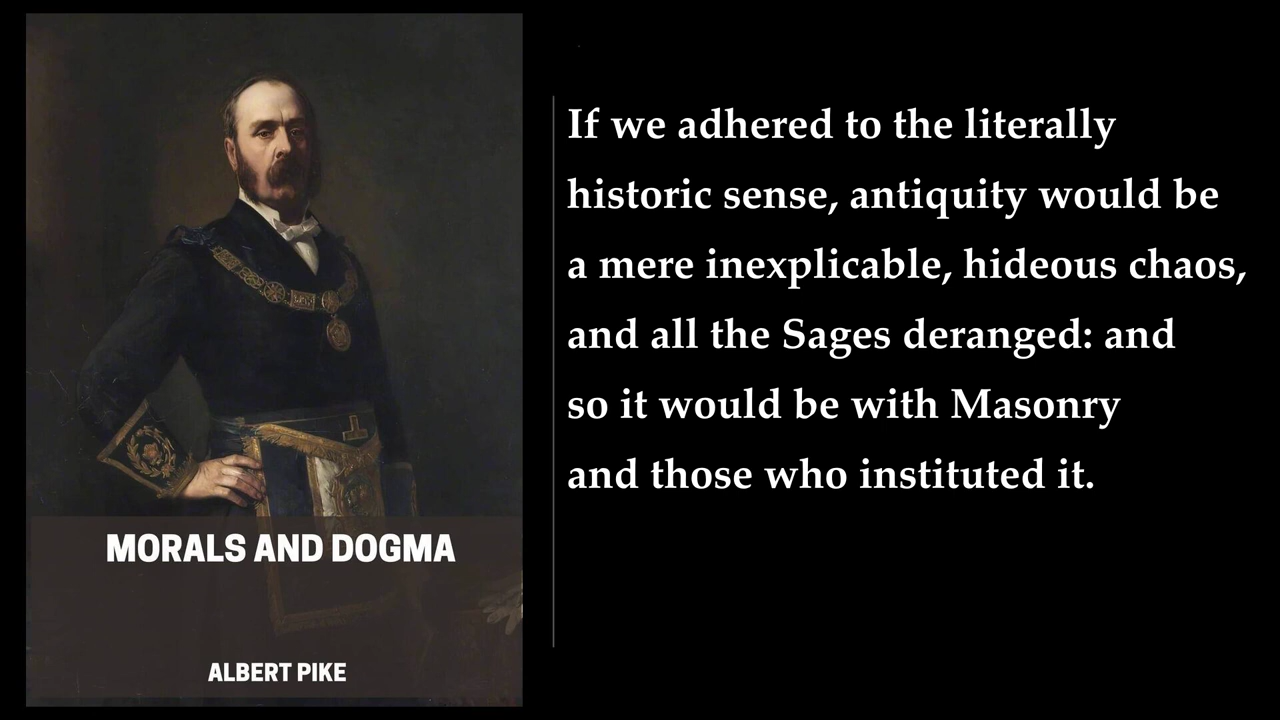 If we adhered to the literally
historic sense, antiquity would be
a mere inexplicable, hideous chaos,
and all the Sages deranged: and
so it would be with Masonry
and those who instituted it.
MORALS AND DOGMA
ALBERT PIKE